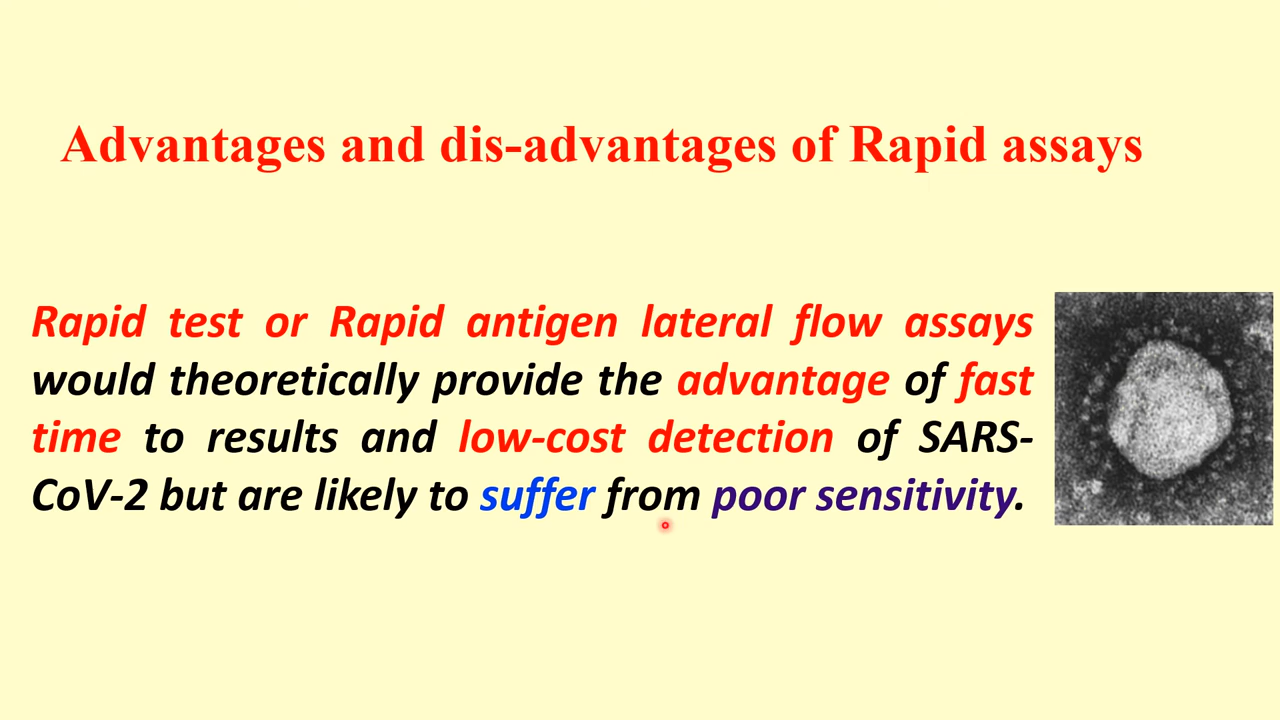 Advantages and dis-advantages of Rapid assays
Rapid test or Rapid antigen lateral flow assays
would theoretically provide the advantage of fast
time to results and low-cost detection of SARS-
CoV-2 but are likely to suffer from poor sensitivity.